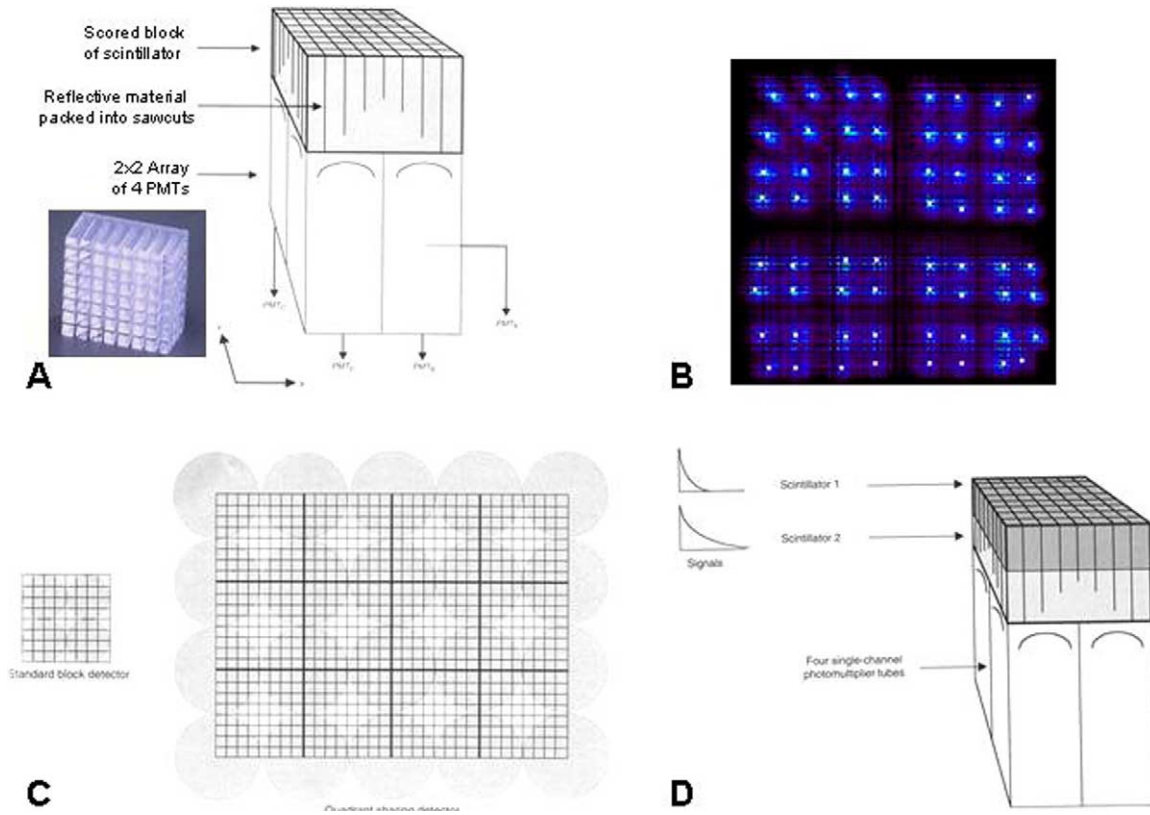 Scored block
of scintillator
Reflective material
packed into sawcuts
2x2 Array
of 4 PMTs
A
B
Signals
Scintillator 1
Scintillator 2
Four single-channel
photomultiplier tubes
Standard block detector
Quadrant sharing detector
C
D